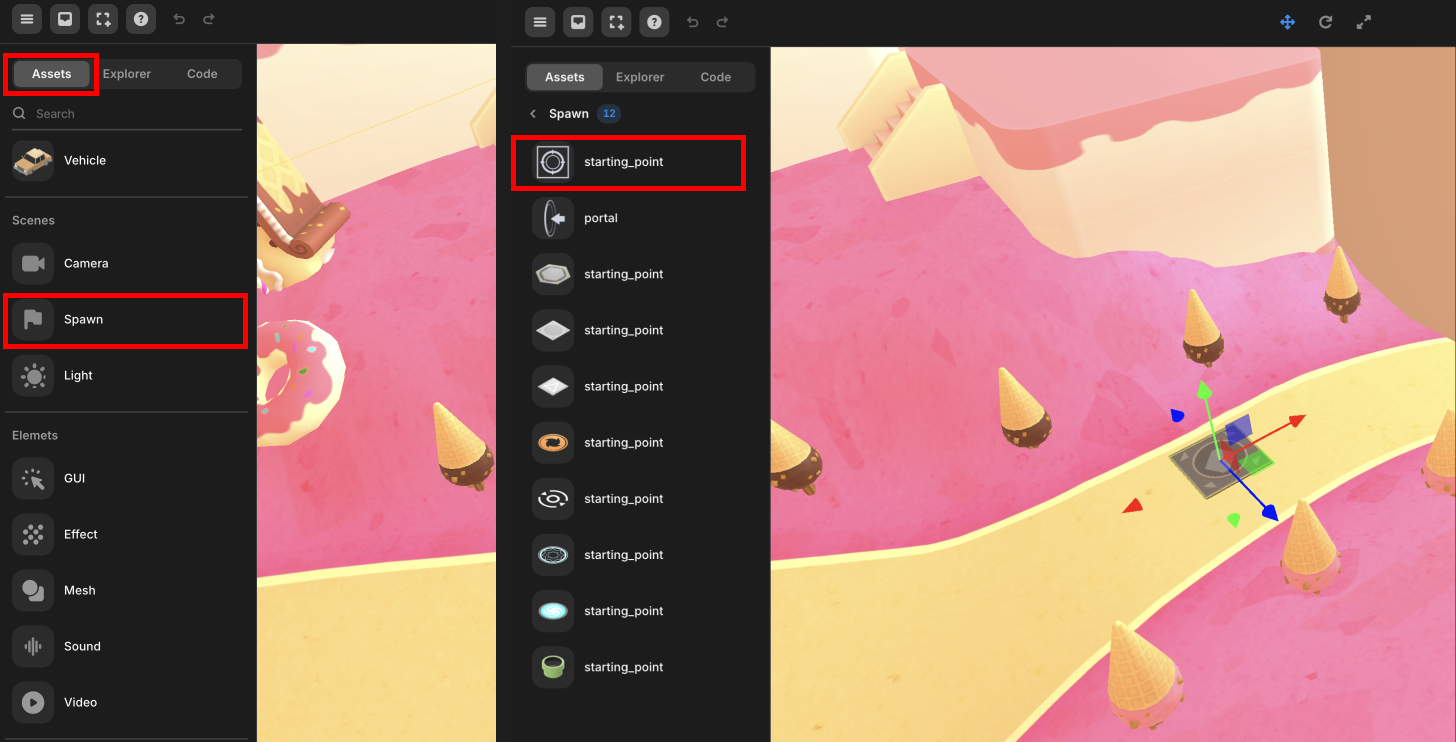 Assets Explorer Code
Search
Vehicle
Scenes
Camera
Spawn
Light
Elemets
GUI
Effect
Mesh
Sound
Video
Assets Explorer Code
Spawn 12
starting_point
portal
starting_point
starting_point
starting_point
starting_point
starting_point
starting_point
starting_point
starting_point